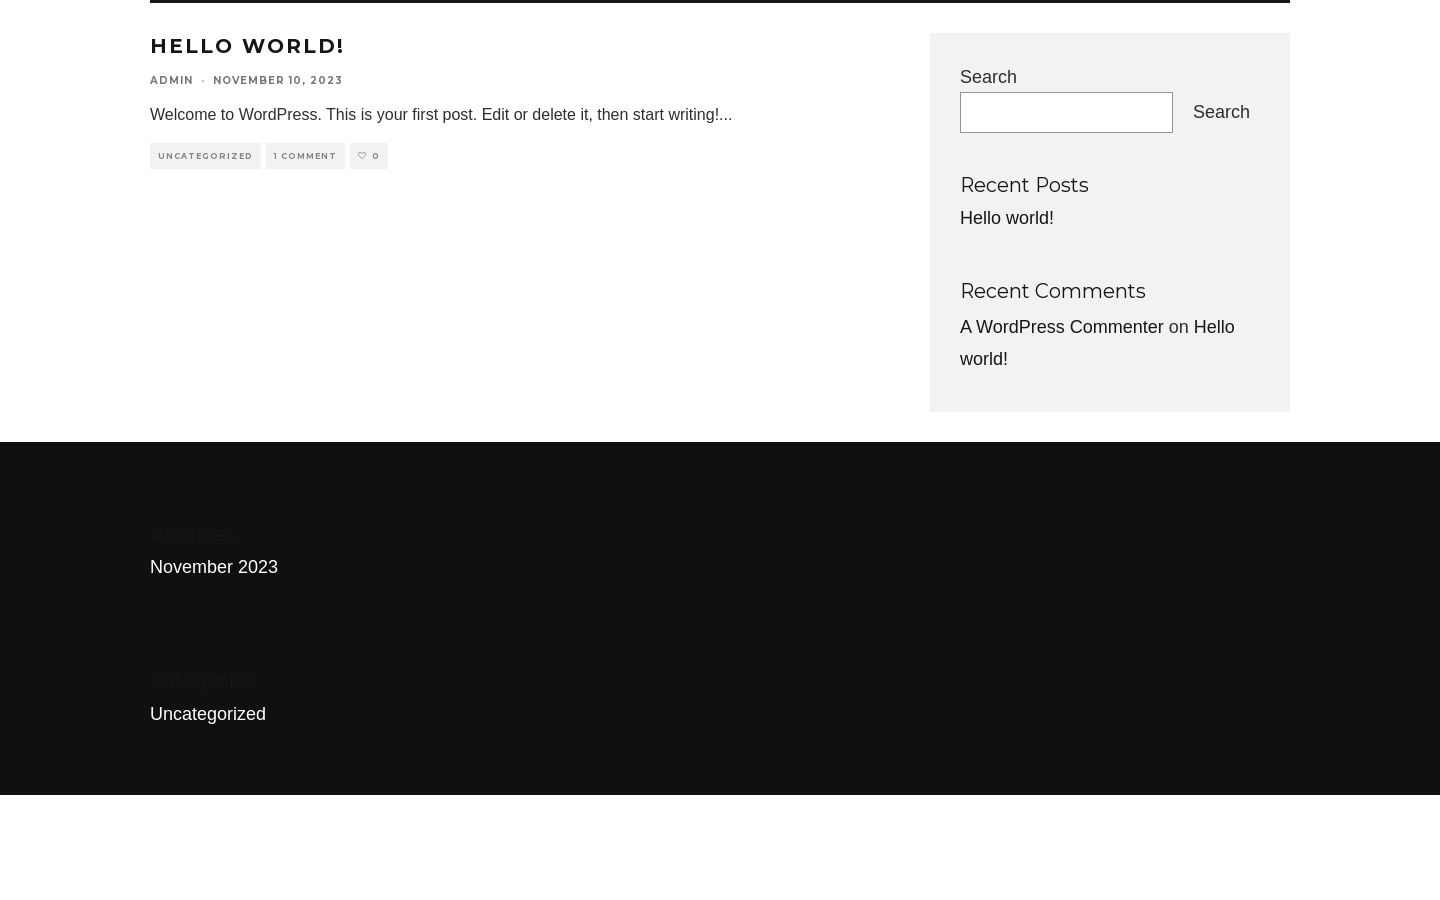 HELLO WORLD!
ADMIN · NOVEMBER 10, 2023
Welcome to WordPress. This is your first post. Edit or delete it, then start writing!...
UNCATEGORIZED
1 COMMENT
0
Search
Search
Recent Posts
Hello world!
Recent Comments
A WordPress Commenter on Hello
world!
Archives
November 2023
Categories
Uncategorized